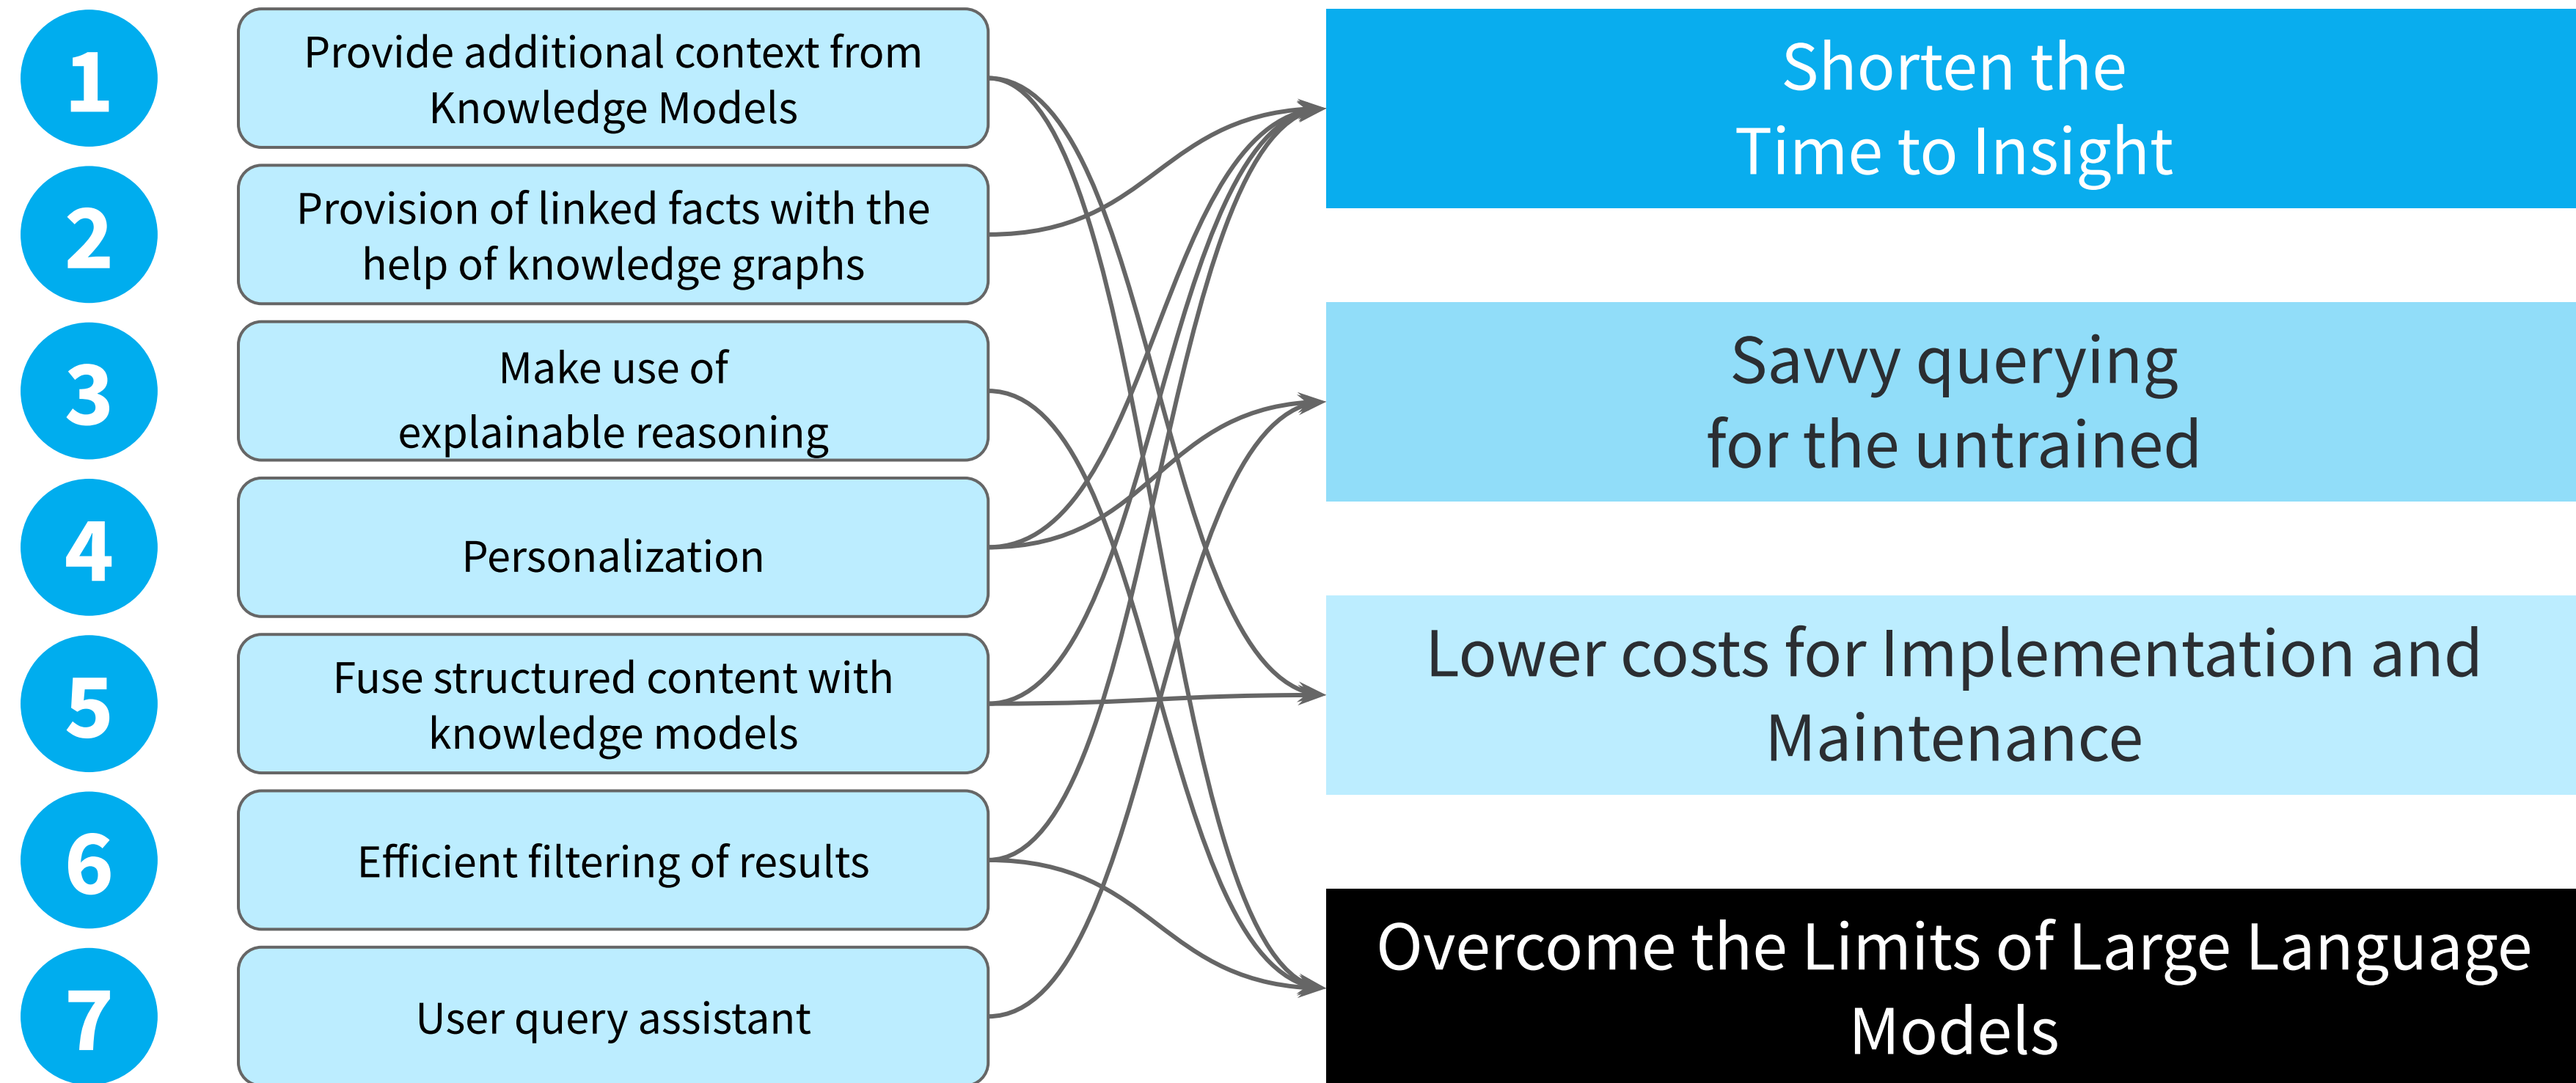 1
Provide additional context from
Knowledge Models
2
Provision of linked facts with the
help of knowledge graphs
3
Make use of
explainable reasoning
4
Personalization
5
Fuse structured content with
knowledge models
6
Efficient filtering of results
7
User query assistant
Shorten the
Time to Insight
Savvy querying
for the untrained
Lower costs for Implementation and
Maintenance
Overcome the Limits of Large Language
Models